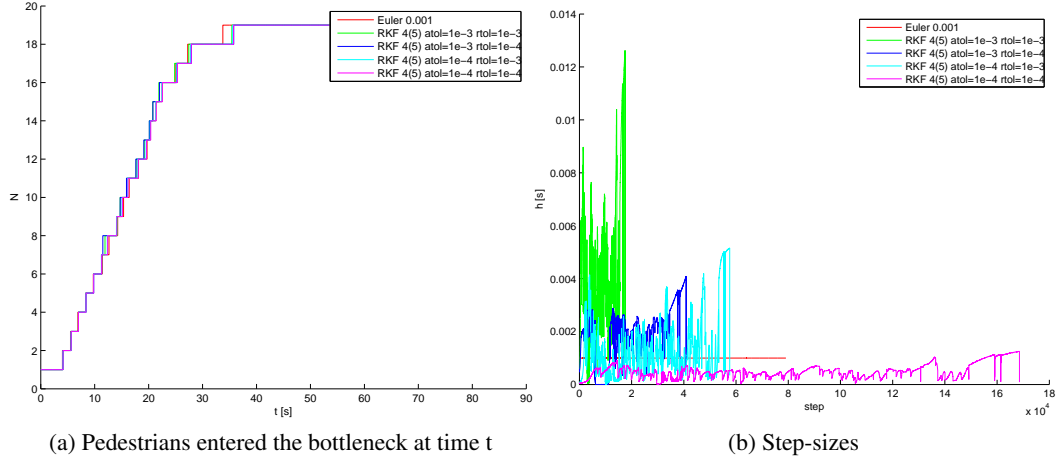 20
18
16
14
12
10
8
6
4
2
0
N
0 10 20 30 40 50 60 70 80 90
t [s]
Euler 0.001
RKF 4(5) atol=1e−3 rtol=1e−3
RKF 4(5) atol=1e−3 rtol=1e−4
RKF 4(5) atol=1e−4 rtol=1e−3
RKF 4(5) atol=1e−4 rtol=1e−4
(a) Pedestrians entered the bottleneck at time t
0.014
0.012
0.01
0.008
0.006
0.004
0.002
0
h [s]
0 2 4 6 8 10 12 14 16 18
step
x 10⁴
Euler 0.001
RKF 4(5) atol=1e−3 rtol=1e−3
RKF 4(5) atol=1e−3 rtol=1e−4
RKF 4(5) atol=1e−4 rtol=1e−3
RKF 4(5) atol=1e−4 rtol=1e−4
(b) Step-sizes